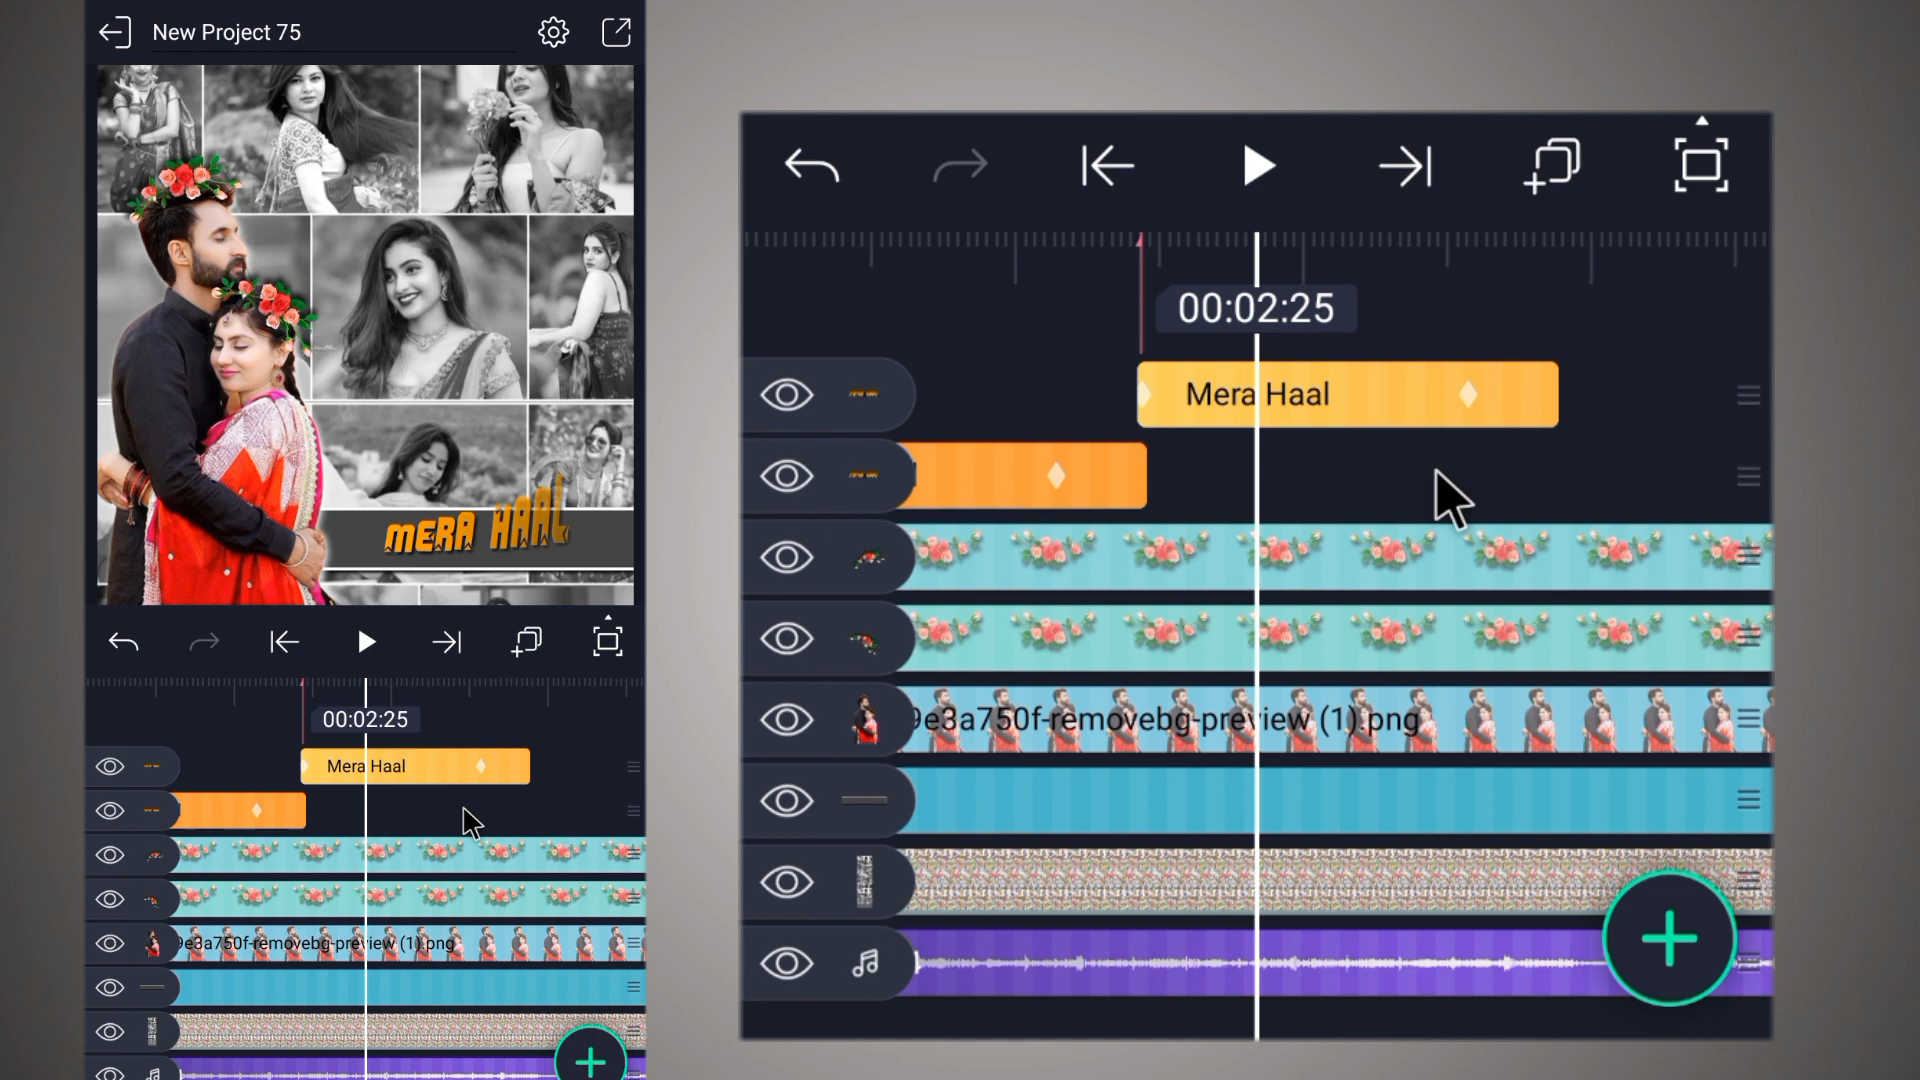 New Project 75
MERA HAAL
00:02:25
Mera Haal
9e3a750f-removebg-preview (1).png
00:02:25
Mera Haal
9e3a750f-removebg-preview (1).png